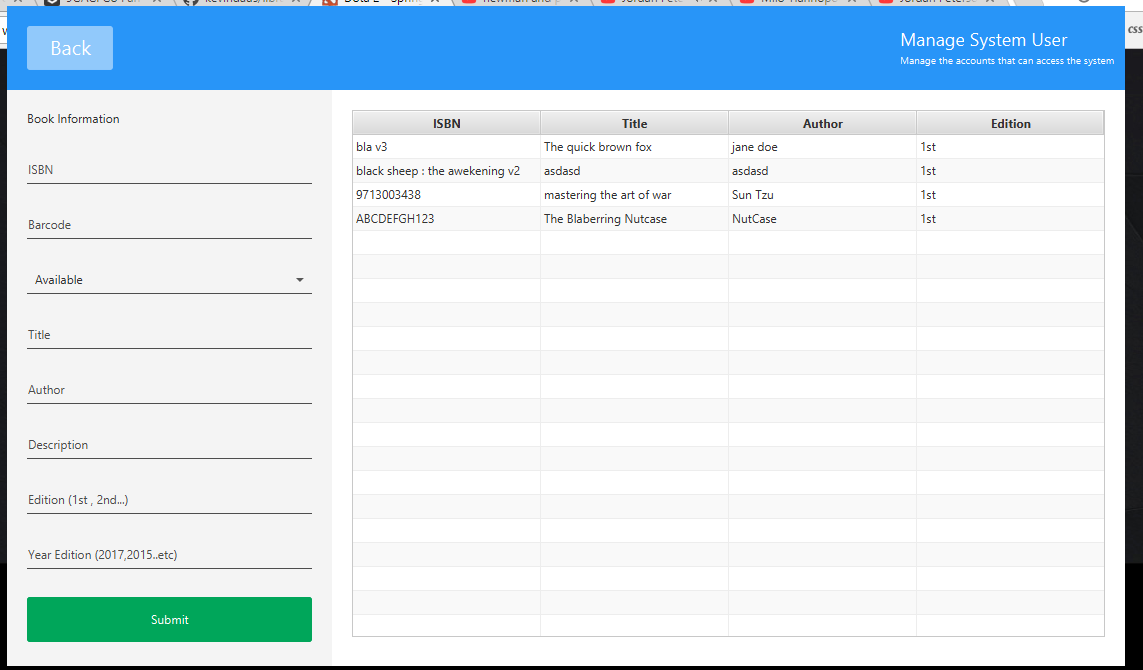 Back
Manage System User
Manage the accounts that can access the system
css
Book Information
ISBN
Barcode
Available
Title
Author
Description
Edition (1st , 2nd...)
Year Edition (2017,2015..etc)
Submit
ISBN Title Author Edition
bla v3 The quick brown fox jane doe 1st
black sheep : the awekening v2 asdasd asdasd 1st
9713003438 mastering the art of war Sun Tzu 1st
ABCDEFGH123 The Blaberring Nutcase NutCase 1st